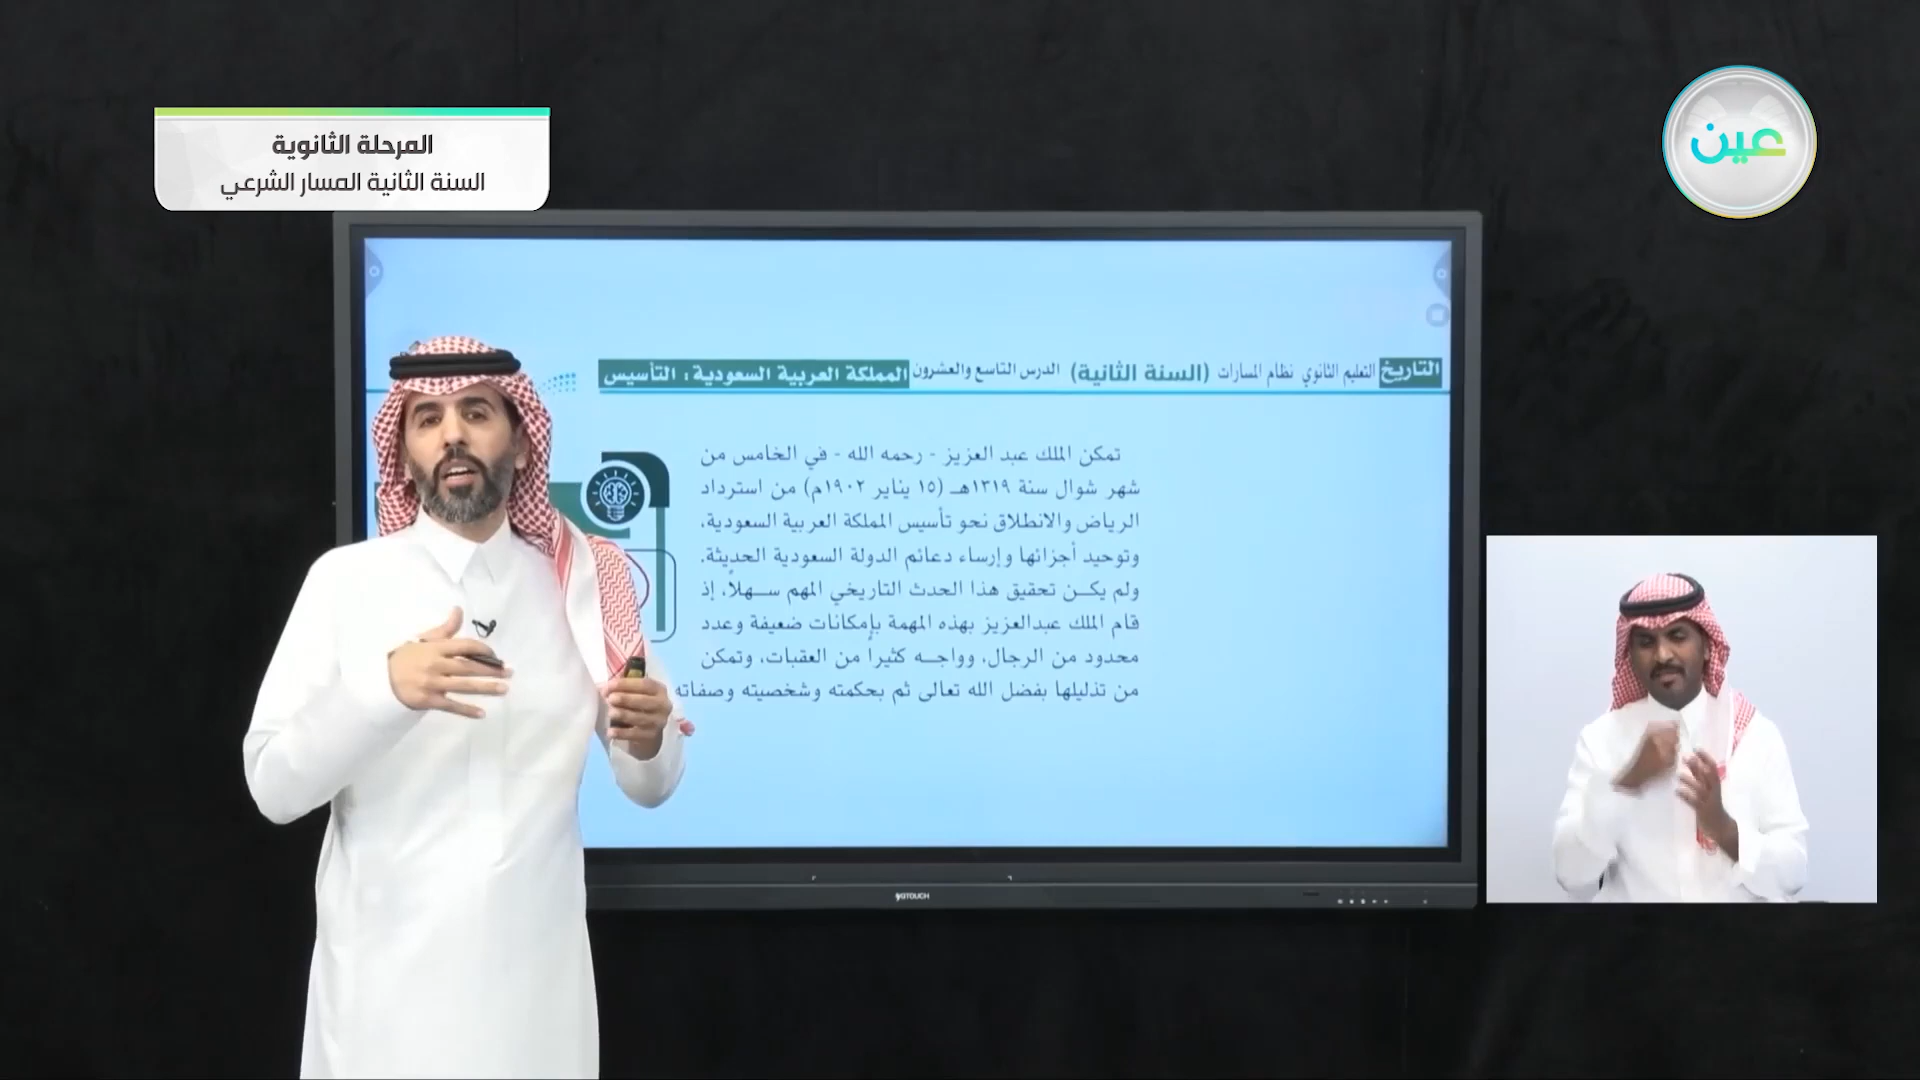 المرحلة الثانوية
السنة الثانية المسار الشرعي
عين
التاريخ التعليم الثانوي نظام المسارات (السنة الثانية) الدرس التاسع والعشرون المملكة العربية السعودية : التأسيس
تمكن الملك عبد العزيز - رحمه الله - في الخامس من
شهر شوال سنة ١٣١٩هـ (١٥ يناير ١٩٠٢م) من استرداد
الرياض والانطلاق نحو تأسيس المملكة العربية السعودية،
وتوحيد أجزائها وإرساء دعائم الدولة السعودية الحديثة.
ولم يكن تحقيق هذا الحدث التاريخي المهم سهلاً، إذ
قام الملك عبدالعزيز بهذه المهمة بإمكانات ضعيفة وعدد
محدود من الرجال، وواجه كثيراً من العقبات، وتمكن
من تذليلها بفضل الله تعالى ثم بحكمته وشخصيته وصفاته